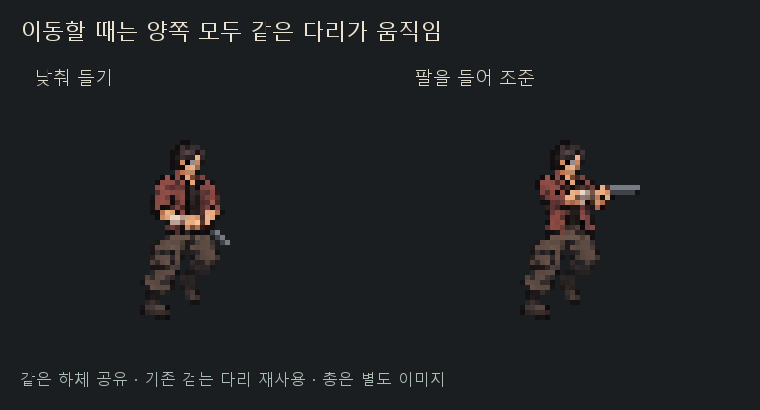 이동할 때는 양쪽 모두 같은 다리가 움직임
낮춰 들기
팔을 들어 조준
같은 하체 공유 · 기존 걷는 다리 재사용 · 총은 별도 이미지